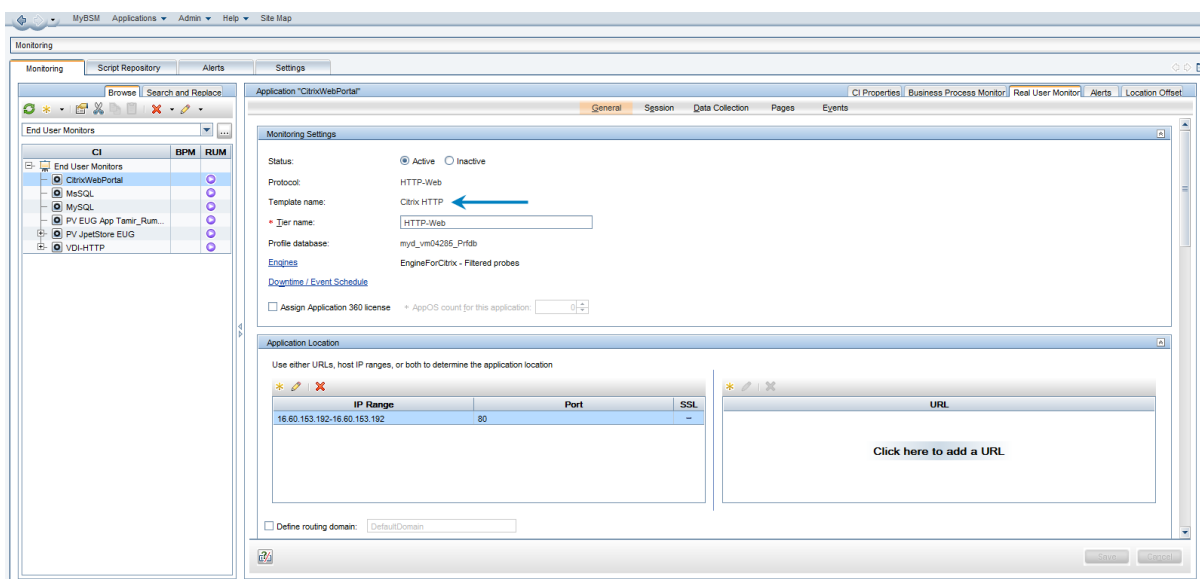 MyBSM Applications Admin Help Site Map
Monitoring
Monitoring Script Repository Alerts Settings
Browse Search and Replace
End User Monitors
...
CI BPM RUM
End User Monitors
CitrixWebPortal
MsSQL
MySQL
PV EUG App Tamir_Rum...
PV JpetStore EUG
VDI-HTTP
Application "CitrixWebPortal"
CI Properties Business Process Monitor Real User Monitor Alerts Location Offset
General Session Data Collection Pages Events
Monitoring Settings
Status: Active Inactive
Protocol: HTTP-Web
Template name: Citrix HTTP
* Tier name: HTTP-Web
Profile database: myd_vm04285_Prfdb
Engines EngineForCitrix - Filtered probes
Downtime / Event Schedule
Assign Application 360 license * AppOS count for this application: 0
Application Location
Use either URLs, host IP ranges, or both to determine the application location
IP Range Port SSL
16.60.153.192-16.60.153.192 80 –
URL
Click here to add a URL
Define routing domain: DefaultDomain
Save Cancel